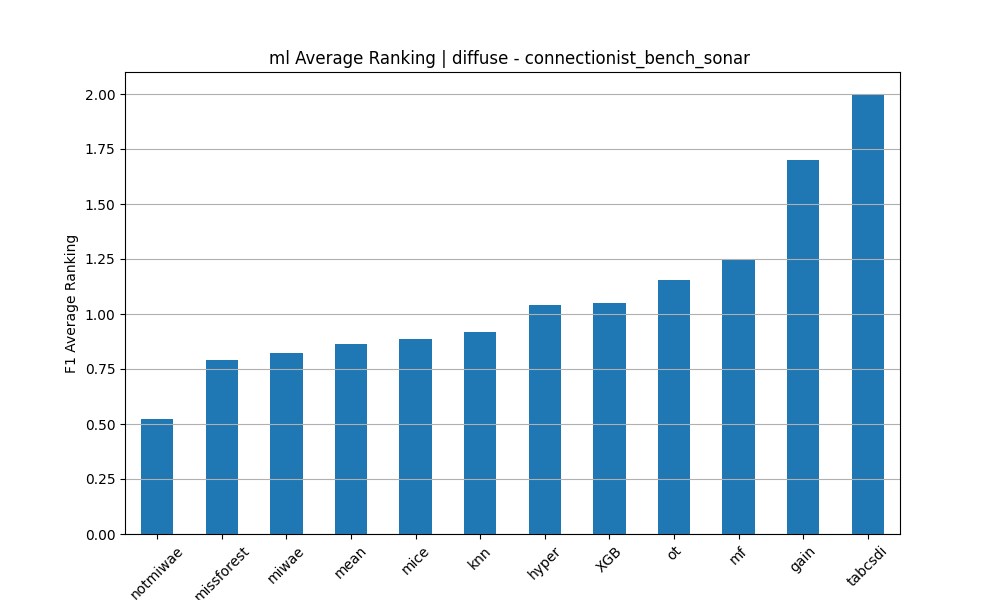 ml Average Ranking | diffuse - connectionist_bench_sonar
F1 Average Ranking
2.00
1.75
1.50
1.25
1.00
0.75
0.50
0.25
0.00
notmiwae
missforest
miwae
mean
mice
knn
hyper
XGB
ot
mf
gain
tabcsdi